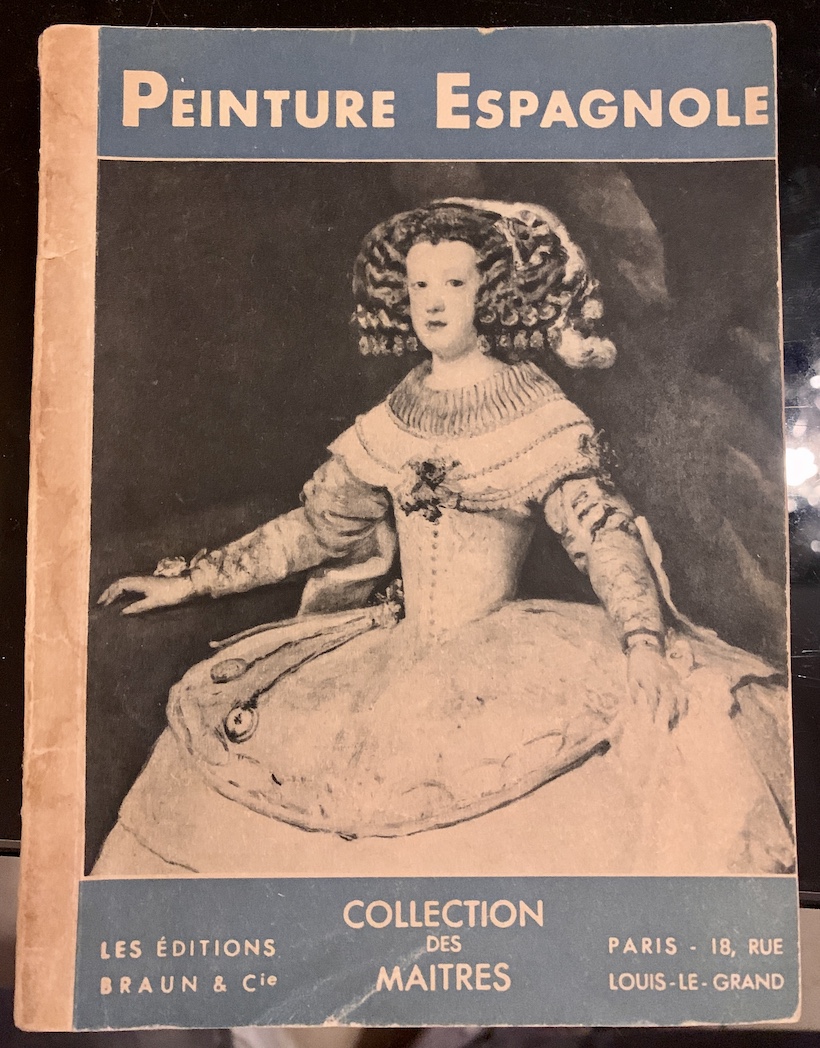 PEINTURE ESPAGNOLE
COLLECTION
DES
MAITRES
LES ÉDITIONS
BRAUN & Cie
PARIS - 18, RUE
LOUIS-LE-GRAND